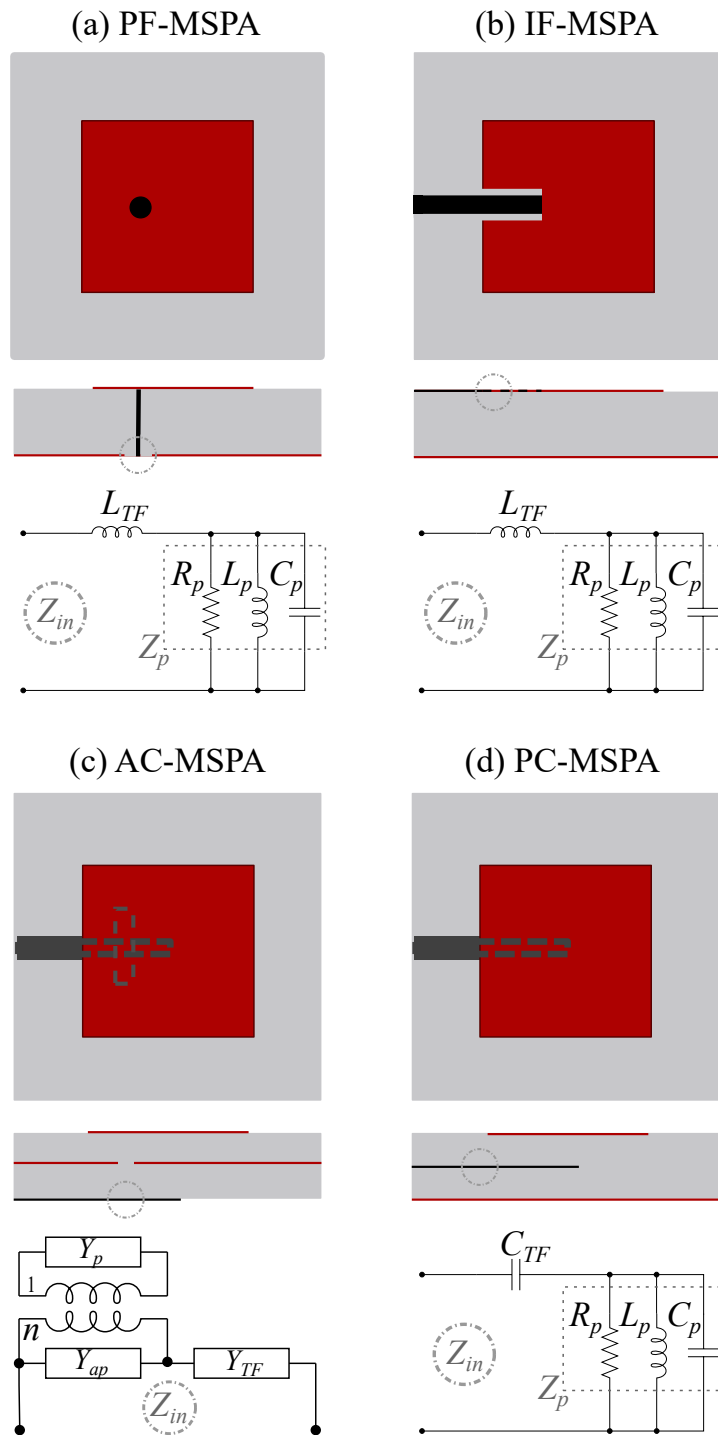 (a) PF-MSPA
(b) IF-MSPA
L_TF
R_p L_p C_p
Z_in
Z_p
L_TF
R_p L_p C_p
Z_in
Z_p
(c) AC-MSPA
(d) PC-MSPA
Y_p
1
n
Y_ap
Y_TF
Z_in
C_TF
R_p L_p C_p
Z_in
Z_p